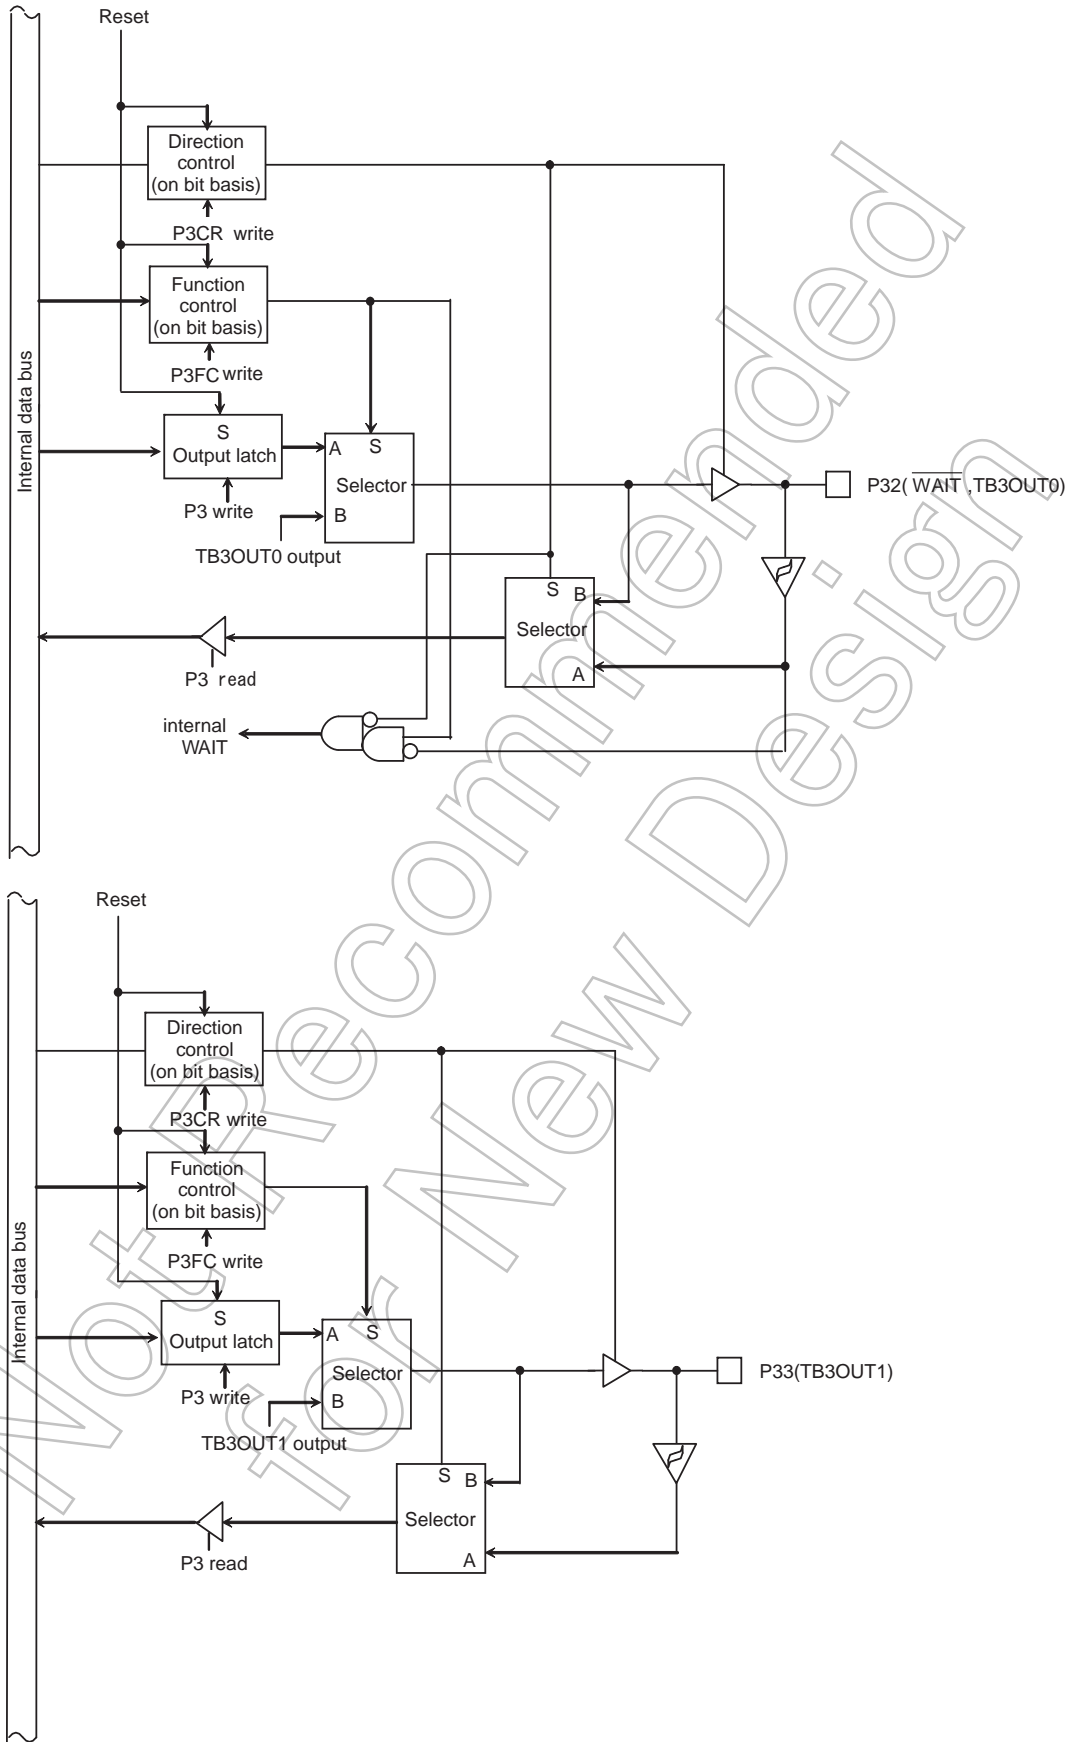 Reset
Direction
control
(on bit basis)
P3CR write
Function
control
(on bit basis)
P3FC write
Internal data bus
S
Output latch
A
S
Selector
B
P3 write
TB3OUT0 output
P32( WAIT ,TB3OUT0)
S
B
Selector
A
P3 read
internal
WAIT
Reset
Direction
control
(on bit basis)
P3CR write
Function
control
(on bit basis)
P3FC write
Internal data bus
S
Output latch
A
S
Selector
B
P3 write
TB3OUT1 output
P33(TB3OUT1)
S
B
Selector
A
P3 read
Not Recommended
for New Design